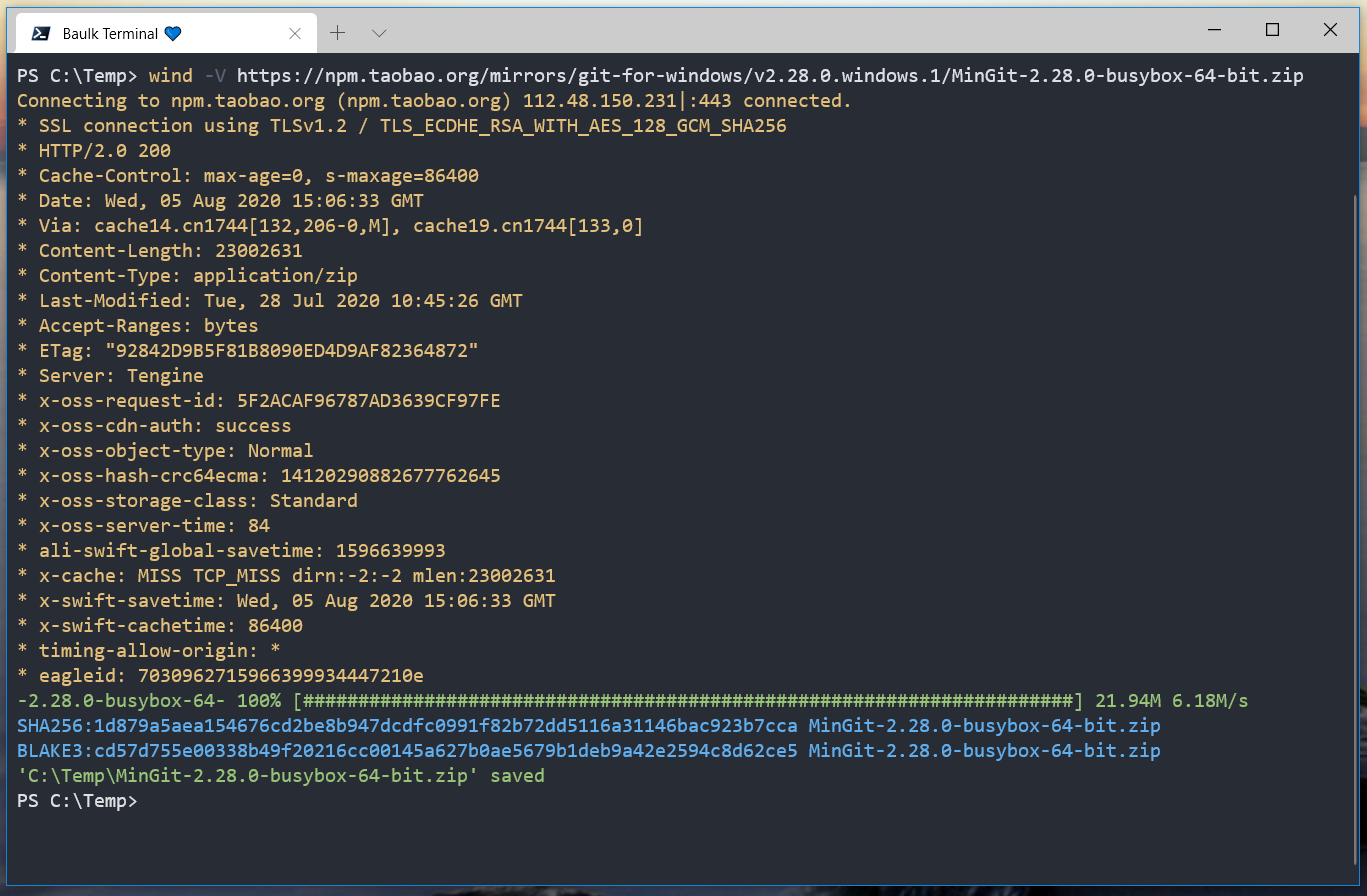 Baulk Terminal 💙
PS C:\Temp> wind -V https://npm.taobao.org/mirrors/git-for-windows/v2.28.0.windows.1/MinGit-2.28.0-busybox-64-bit.zip
Connecting to npm.taobao.org (npm.taobao.org) 112.48.150.231|:443 connected.
* SSL connection using TLSv1.2 / TLS_ECDHE_RSA_WITH_AES_128_GCM_SHA256
* HTTP/2.0 200
* Cache-Control: max-age=0, s-maxage=86400
* Date: Wed, 05 Aug 2020 15:06:33 GMT
* Via: cache14.cn1744[132,206-0,M], cache19.cn1744[133,0]
* Content-Length: 23002631
* Content-Type: application/zip
* Last-Modified: Tue, 28 Jul 2020 10:45:26 GMT
* Accept-Ranges: bytes
* ETag: "92842D9B5F81B8090ED4D9AF82364872"
* Server: Tengine
* x-oss-request-id: 5F2ACAF96787AD3639CF97FE
* x-oss-cdn-auth: success
* x-oss-object-type: Normal
* x-oss-hash-crc64ecma: 14120290882677762645
* x-oss-storage-class: Standard
* x-oss-server-time: 84
* ali-swift-global-savetime: 1596639993
* x-cache: MISS TCP_MISS dirn:-2:-2 mlen:23002631
* x-swift-savetime: Wed, 05 Aug 2020 15:06:33 GMT
* x-swift-cachetime: 86400
* timing-allow-origin: *
* eagleid: 7030962715966399934447210e
-2.28.0-busybox-64- 100% [######################################################################] 21.94M 6.18M/s
SHA256:1d879a5aea154676cd2be8b947dcdfc0991f82b72dd5116a31146bac923b7cca MinGit-2.28.0-busybox-64-bit.zip
BLAKE3:cd57d755e00338b49f20216cc00145a627b0ae5679b1deb9a42e2594c8d62ce5 MinGit-2.28.0-busybox-64-bit.zip
'C:\Temp\MinGit-2.28.0-busybox-64-bit.zip' saved
PS C:\Temp>